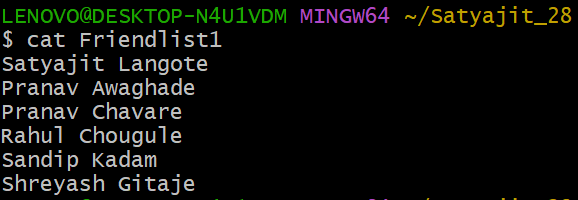 LENOVO@DESKTOP-N4U1VDM MINGW64 ~/Satyajit_28
$ cat Friendlist1
Satyajit Langote
Pranav Awaghade
Pranav Chavare
Rahul Chougule
Sandip Kadam
Shreyash Gitaje